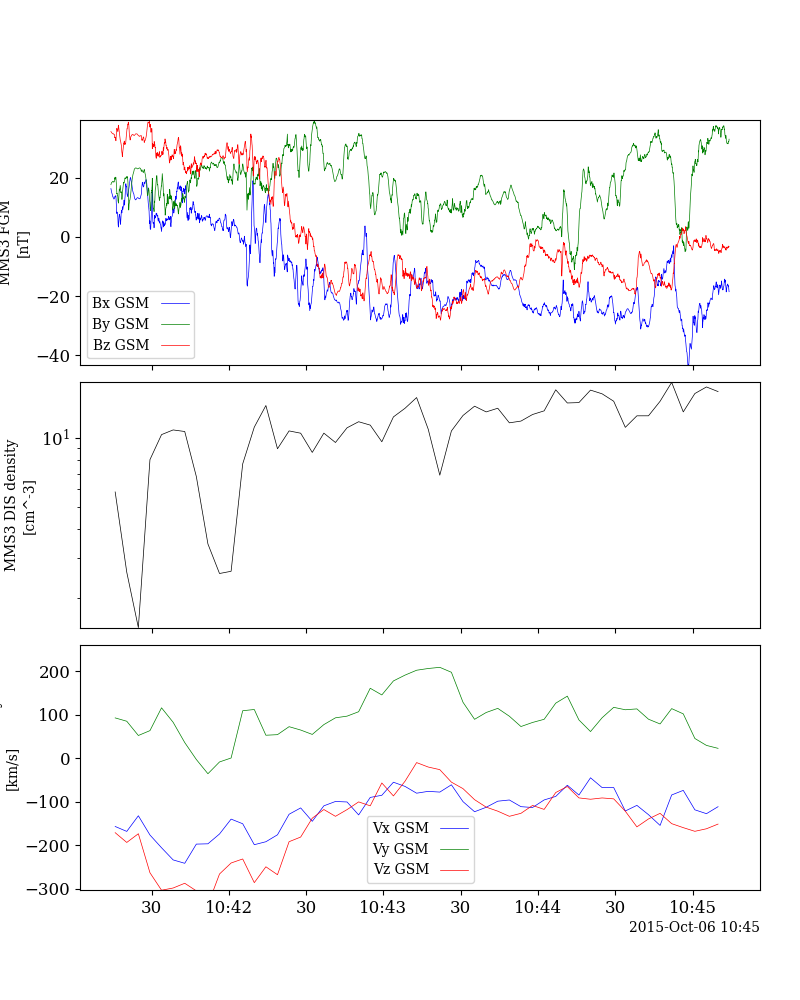 20
0
−20
−40
MMS3 FGM
[nT]
Bx GSM
By GSM
Bz GSM
10¹
MMS3 DIS density
[cm^-3]
200
100
0
−100
−200
−300
[km/s]
Vx GSM
Vy GSM
Vz GSM
30 10:42 30 10:43 30 10:44 30 10:45
2015-Oct-06 10:45